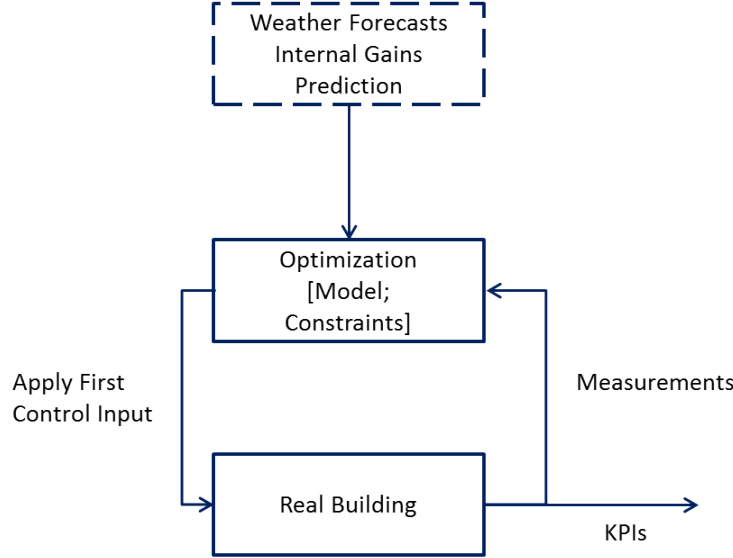 Weather Forecasts
Internal Gains
Prediction
Optimization
[Model;
Constraints]
Apply First
Control Input
Measurements
Real Building
KPIs